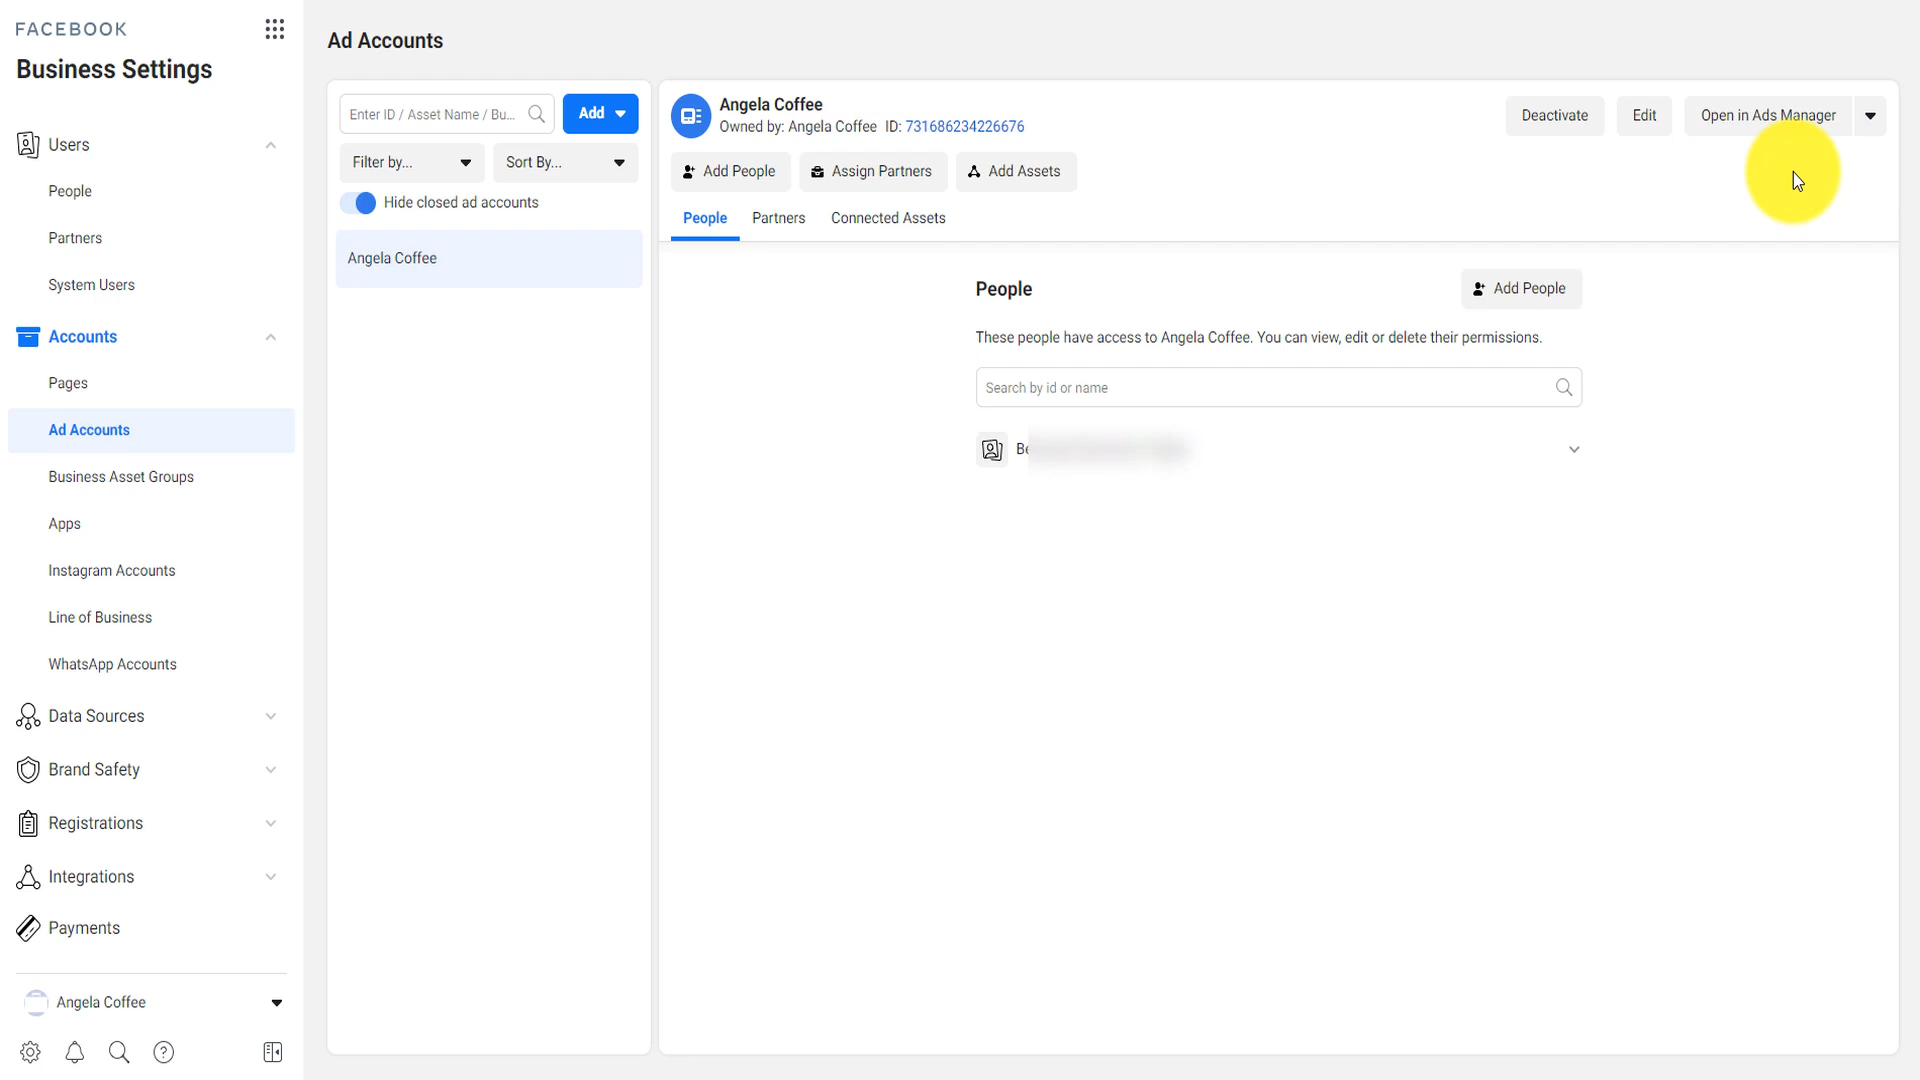 FACEBOOK
Business Settings
Users
People
Partners
System Users
Accounts
Pages
Ad Accounts
Business Asset Groups
Apps
Instagram Accounts
Line of Business
WhatsApp Accounts
Data Sources
Brand Safety
Registrations
Integrations
Payments
Angela Coffee
Ad Accounts
Enter ID / Asset Name / Bu...
Add
Filter by...
Sort By...
Hide closed ad accounts
Angela Coffee
Angela Coffee
Owned by: Angela Coffee ID: 731686234226676
Deactivate
Edit
Open in Ads Manager
Add People
Assign Partners
Add Assets
People
Partners
Connected Assets
People
Add People
These people have access to Angela Coffee. You can view, edit or delete their permissions.
Search by id or name